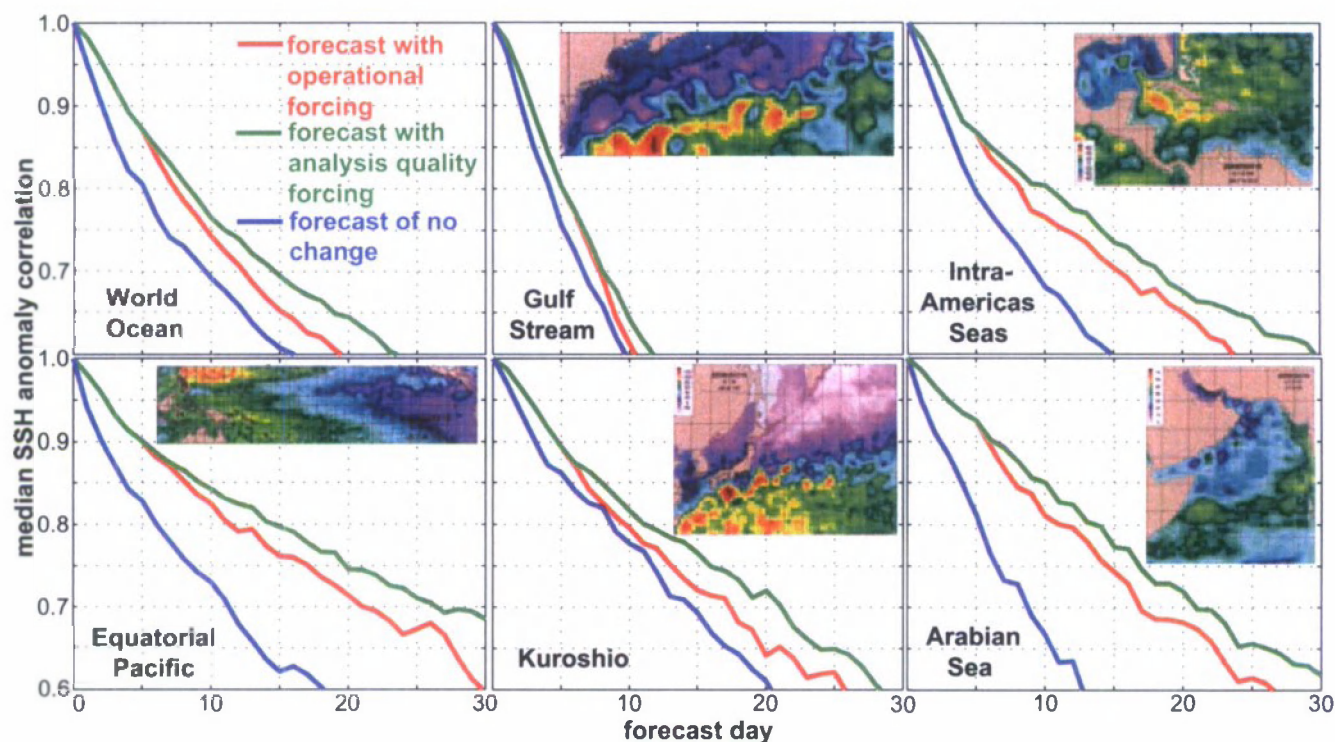 1.0
0.9
0.8
0.7
1.0
0.9
0.8
0.7
0.6
median SSH anomaly correlation
forecast with
operational
forcing
forecast with
analysis quality
forcing
forecast of no
change
World
Ocean
Gulf
Stream
Intra-
Americas
Seas
Equatorial
Pacific
Kuroshio
Arabian
Sea
0 10 20 30
0 10 20 30
0 10 20 30
forecast day